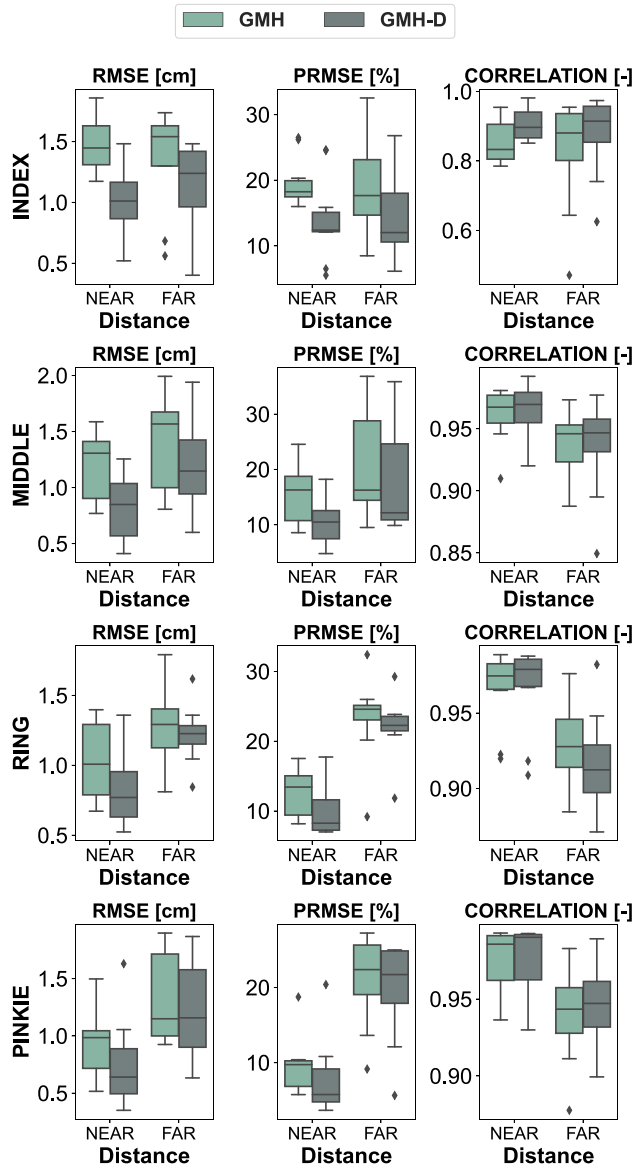 GMH GMH-D
RMSE [cm] PRMSE [%] CORRELATION [-]
INDEX
1.5
1.0
0.5
30
20
10
1.0
0.8
0.6
NEAR FAR NEAR FAR NEAR FAR
Distance Distance Distance
RMSE [cm] PRMSE [%] CORRELATION [-]
MIDDLE
2.0
1.5
1.0
0.5
30
20
10
0.95
0.90
0.85
NEAR FAR NEAR FAR NEAR FAR
Distance Distance Distance
RMSE [cm] PRMSE [%] CORRELATION [-]
RING
1.5
1.0
0.5
30
20
10
0.95
0.90
NEAR FAR NEAR FAR NEAR FAR
Distance Distance Distance
RMSE [cm] PRMSE [%] CORRELATION [-]
PINKIE
1.5
1.0
0.5
20
10
0.95
0.90
NEAR FAR NEAR FAR NEAR FAR
Distance Distance Distance